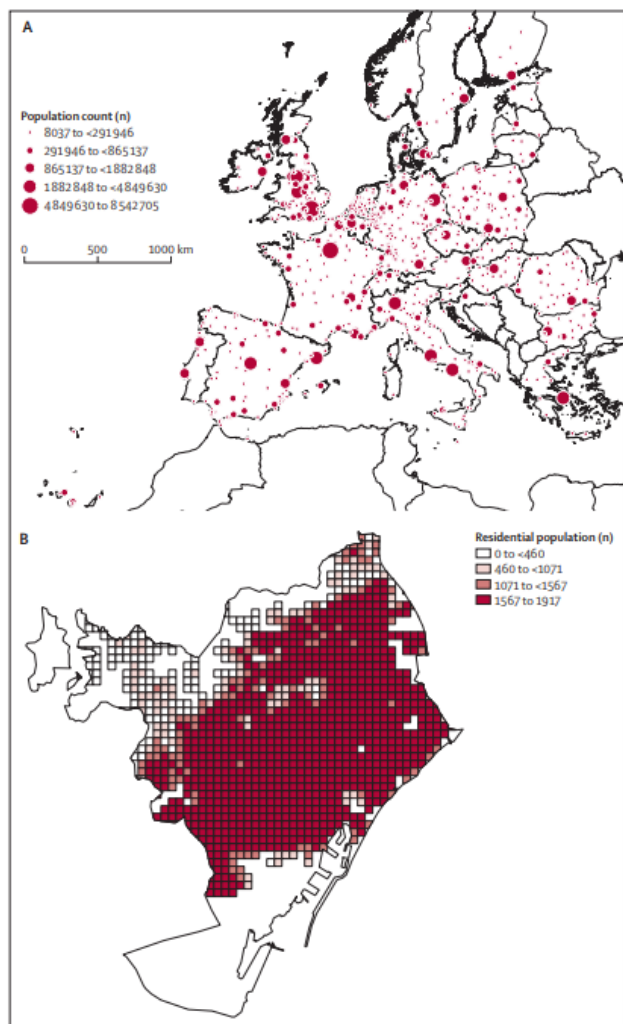 A
Population count (n)
8037 to <291946
291946 to <865137
865137 to <1882848
1882848 to <4849630
4849630 to 8542705
0 500 1000 km
B
Residential population (n)
0 to <460
460 to <1071
1071 to <1567
1567 to 1917